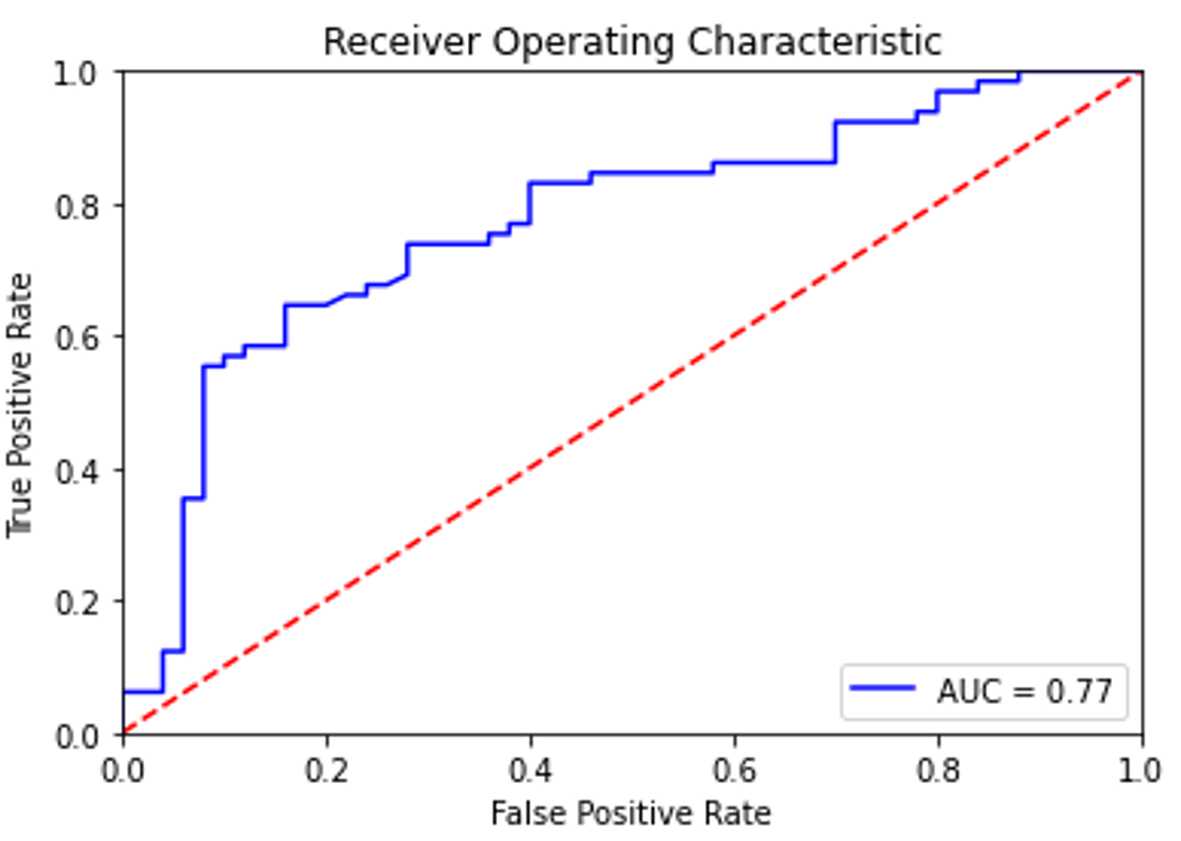 Receiver Operating Characteristic
1.0
0.8
0.6
0.4
0.2
0.0
True Positive Rate
AUC = 0.77
0.0 0.2 0.4 0.6 0.8 1.0
False Positive Rate